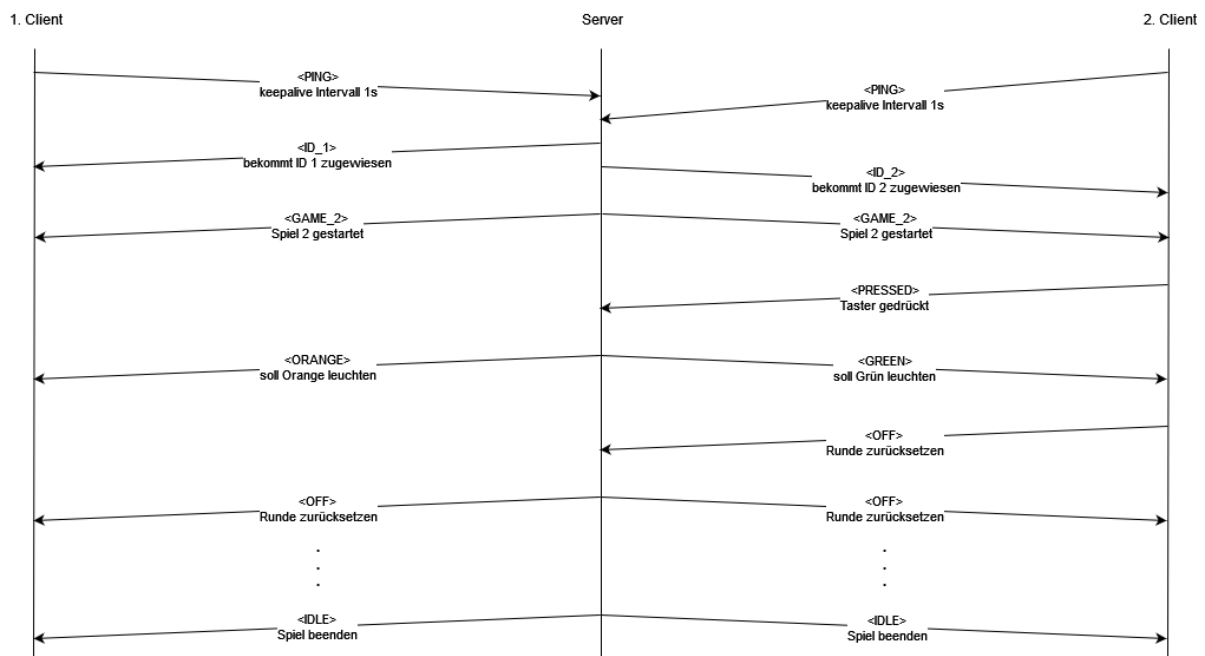 1. Client
Server
2. Client
<PING>
keepalive Intervall 1s
<PING>
keepalive Intervall 1s
<ID_1>
bekommt ID 1 zugewiesen
<ID_2>
bekommt ID 2 zugewiesen
<GAME_2>
Spiel 2 gestartet
<GAME_2>
Spiel 2 gestartet
<PRESSED>
Taster gedrückt
<ORANGE>
soll Orange leuchten
<GREEN>
soll Grün leuchten
<OFF>
Runde zurücksetzen
<OFF>
Runde zurücksetzen
<OFF>
Runde zurücksetzen
.
.
.
.
.
.
<IDLE>
Spiel beenden
<IDLE>
Spiel beenden